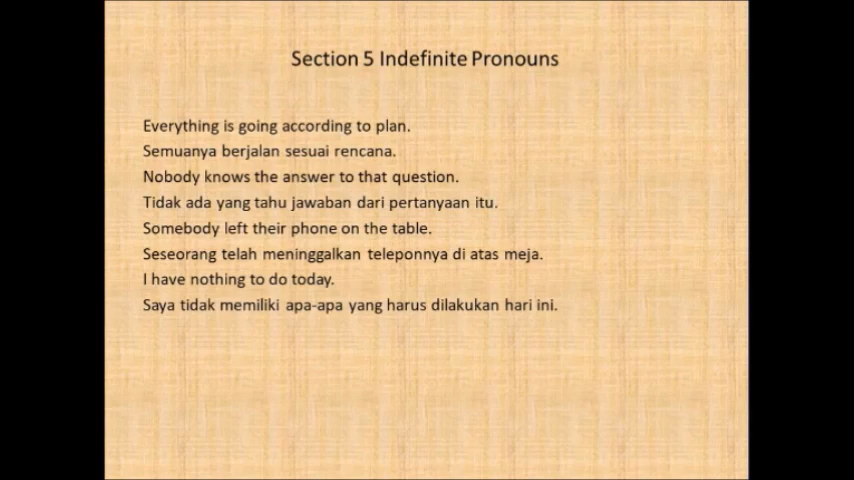 Section 5 Indefinite Pronouns
Everything is going according to plan.
Semuanya berjalan sesuai rencana.
Nobody knows the answer to that question.
Tidak ada yang tahu jawaban dari pertanyaan itu.
Somebody left their phone on the table.
Seseorang telah meninggalkan teleponnya di atas meja.
I have nothing to do today.
Saya tidak memiliki apa-apa yang harus dilakukan hari ini.